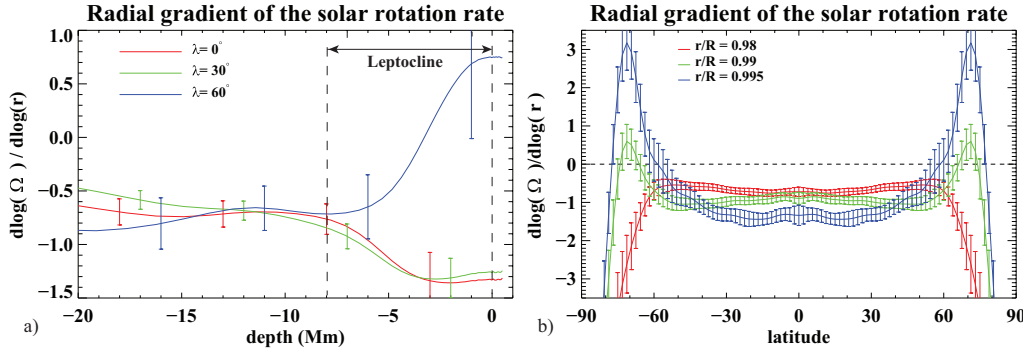 Radial gradient of the solar rotation rate
1.0
0.5
0.0
−0.5
−1.0
−1.5
dlog(Ω ) / dlog(r)
λ= 0°
λ= 30°
λ= 60°
Leptocline
−20
−15
−10
−5
0
depth (Mm)
a)
Radial gradient of the solar rotation rate
3
2
1
0
−1
−2
−3
dlog( Ω )/dlog( r )
r/R = 0.98
r/R = 0.99
r/R = 0.995
−90
−60
−30
0
30
60
90
latitude
b)